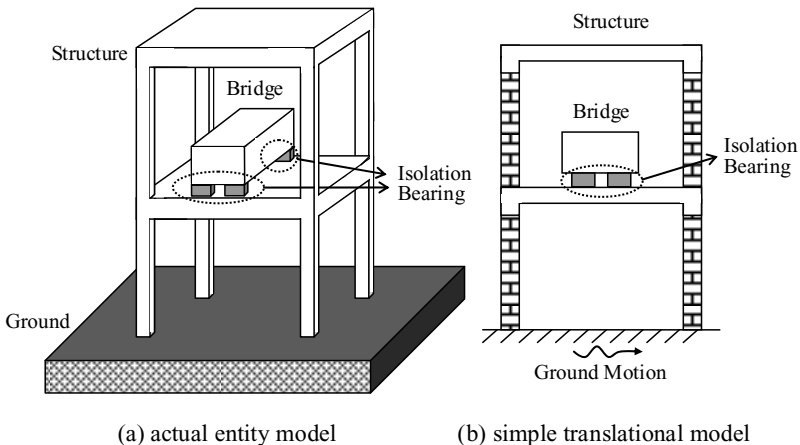 Structure
Bridge
Isolation
Bearing
Ground
(a) actual entity model
Structure
Bridge
Isolation
Bearing
Ground Motion
(b) simple translational model